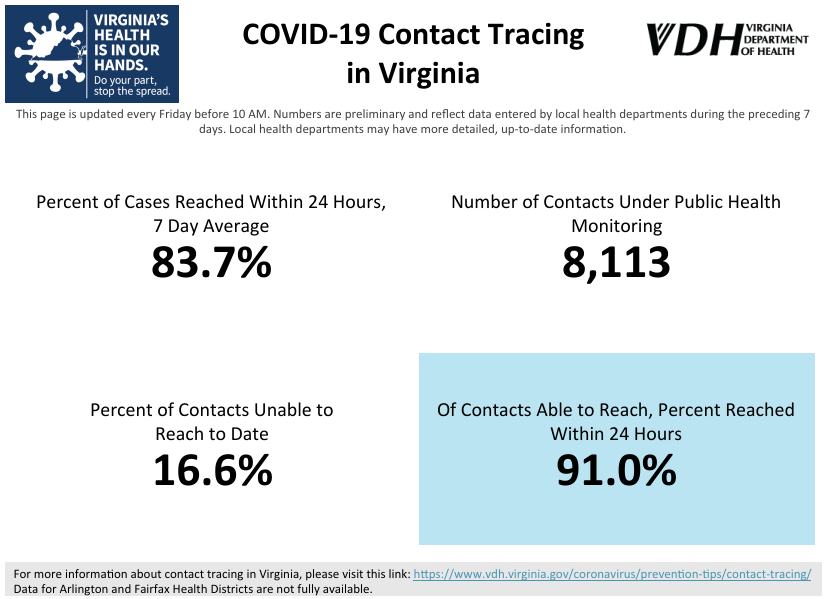 VIRGINIA'S
HEALTH
IS IN OUR
HANDS.
Do your part,
stop the spread.
COVID-19 Contact Tracing
in Virginia
VDH VIRGINIA
DEPARTMENT
OF HEALTH
This page is updated every Friday before 10 AM. Numbers are preliminary and reflect data entered by local health departments during the preceding 7
days. Local health departments may have more detailed, up-to-date information.
Percent of Cases Reached Within 24 Hours,
7 Day Average
83.7%
Number of Contacts Under Public Health
Monitoring
8,113
Percent of Contacts Unable to
Reach to Date
16.6%
Of Contacts Able to Reach, Percent Reached
Within 24 Hours
91.0%
For more information about contact tracing in Virginia, please visit this link: https://www.vdh.virginia.gov/coronavirus/prevention-tips/contact-tracing/
Data for Arlington and Fairfax Health Districts are not fully available.